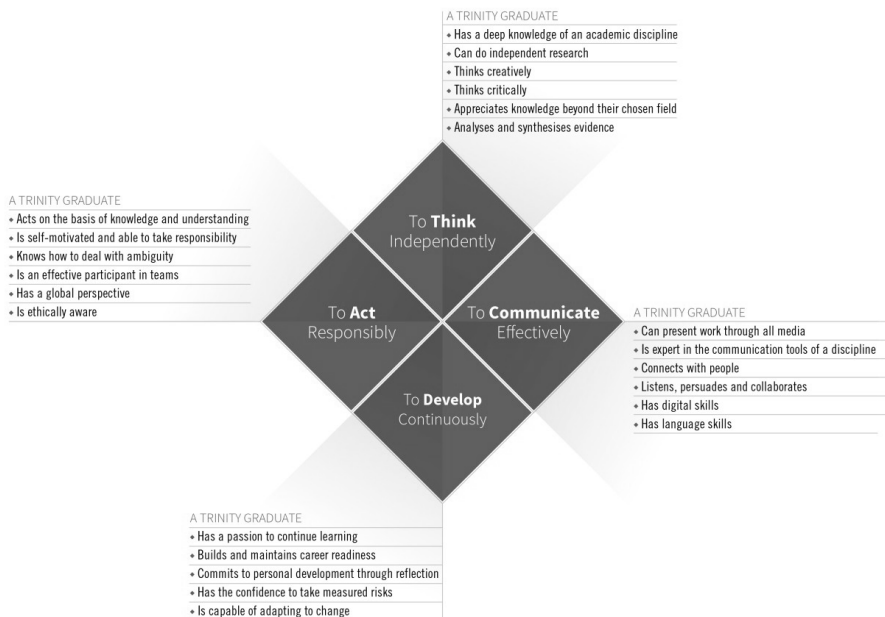 A TRINITY GRADUATE
Has a deep knowledge of an academic discipline
Can do independent research
Thinks creatively
Thinks critically
Appreciates knowledge beyond their chosen field
Analyses and synthesises evidence
To Think
Independently
A TRINITY GRADUATE
Acts on the basis of knowledge and understanding
Is self-motivated and able to take responsibility
Knows how to deal with ambiguity
Is an effective participant in teams
Has a global perspective
Is ethically aware
To Act
Responsibly
To Communicate
Effectively
A TRINITY GRADUATE
Can present work through all media
Is expert in the communication tools of a discipline
Connects with people
Listens, persuades and collaborates
Has digital skills
Has language skills
To Develop
Continuously
A TRINITY GRADUATE
Has a passion to continue learning
Builds and maintains career readiness
Commits to personal development through reflection
Has the confidence to take measured risks
Is capable of adapting to change